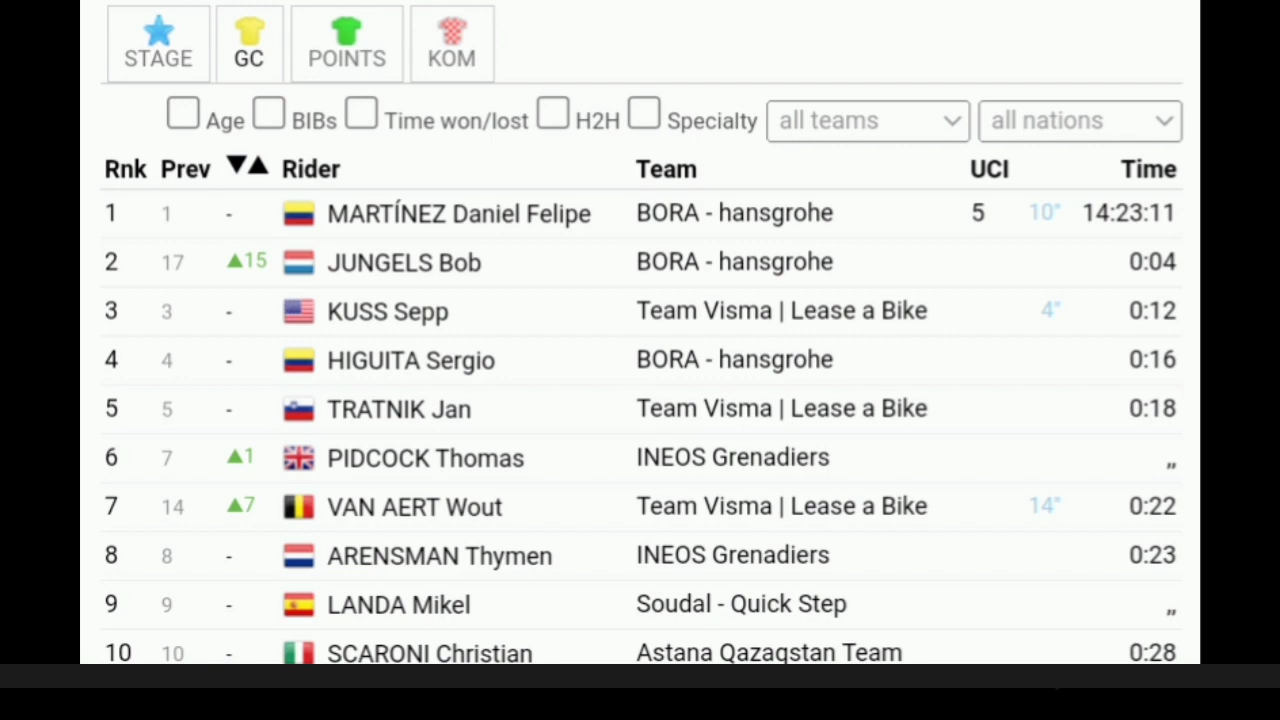 STAGE GC POINTS KOM
Age BIBs Time won/lost H2H Specialty all teams all nations
Rnk Prev ▼▲ Rider Team UCI Time
1 1 - MARTÍNEZ Daniel Felipe BORA - hansgrohe 5 10" 14:23:11
2 17 ▲15 JUNGELS Bob BORA - hansgrohe 0:04
3 3 - KUSS Sepp Team Visma | Lease a Bike 4" 0:12
4 4 - HIGUITA Sergio BORA - hansgrohe 0:16
5 5 - TRATNIK Jan Team Visma | Lease a Bike 0:18
6 7 ▲1 PIDCOCK Thomas INEOS Grenadiers ,,
7 14 ▲7 VAN AERT Wout Team Visma | Lease a Bike 14" 0:22
8 8 - ARENSMAN Thymen INEOS Grenadiers 0:23
9 9 - LANDA Mikel Soudal - Quick Step ,,
10 10 - SCARONI Christian Astana Qazaqstan Team 0:28